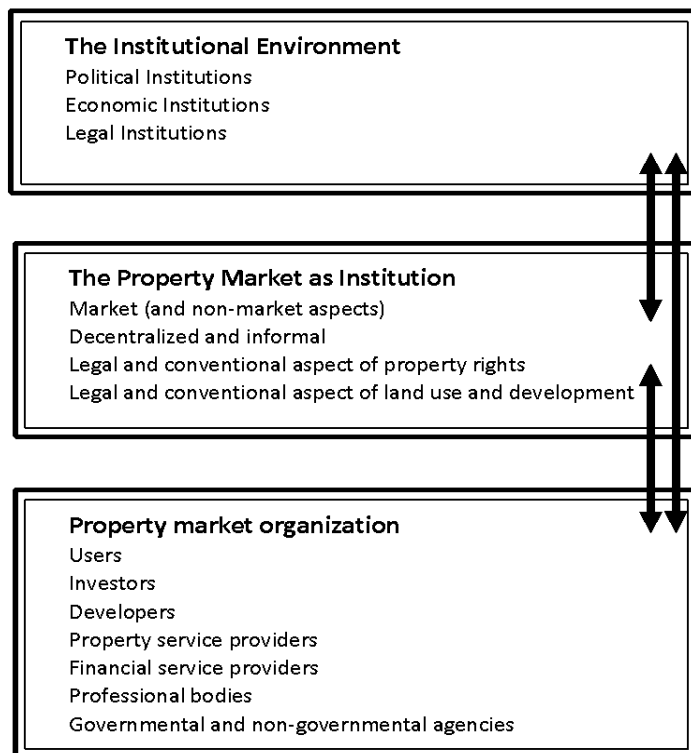 The Institutional Environment
Political Institutions
Economic Institutions
Legal Institutions
The Property Market as Institution
Market (and non-market aspects)
Decentralized and informal
Legal and conventional aspect of property rights
Legal and conventional aspect of land use and development
Property market organization
Users
Investors
Developers
Property service providers
Financial service providers
Professional bodies
Governmental and non-governmental agencies